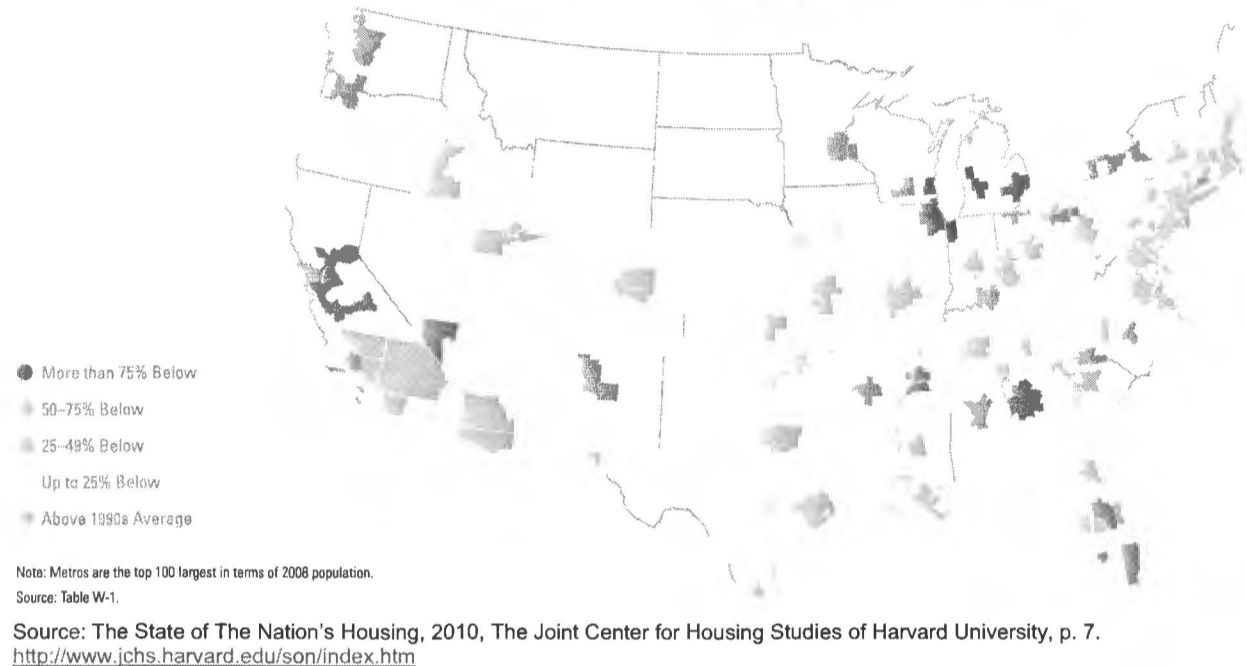 More than 75% Below
50–75% Below
25–49% Below
Up to 25% Below
Above 1990s Average
Note: Metros are the top 100 largest in terms of 2008 population.
Source: Table W-1.
Source: The State of The Nation's Housing, 2010, The Joint Center for Housing Studies of Harvard University, p. 7.
http://www.jchs.harvard.edu/son/index.htm